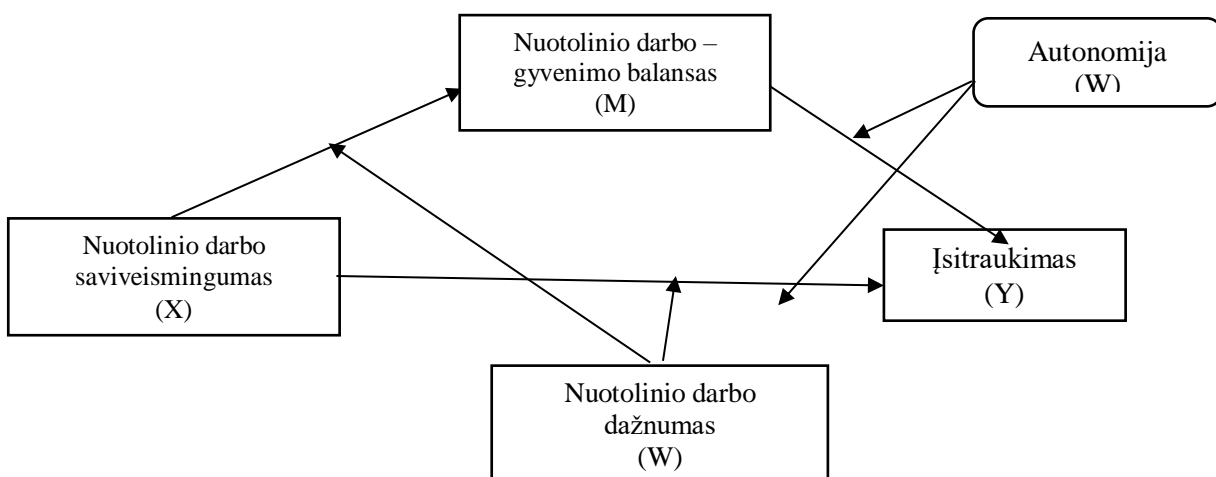 Nuotolinio darbo –
gyvenimo balansas
(M)
Autonomija
(W)
Nuotolinio darbo
saviveismingumas
(X)
Įsitraukimas
(Y)
Nuotolinio darbo
dažnumas
(W)